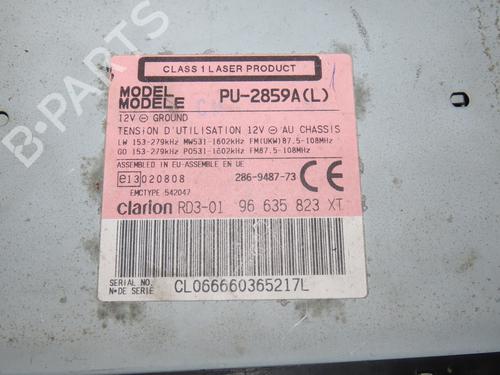 CLASS 1 LASER PRODUCT
MODEL
MODELE
PU-2859A(L)
12V ⊖ GROUND
TENSION D'UTILISATION 12V ⊖ AU CHASSIS
LW 153-279kHz MW531-1602kHz FM(UKW)87.5-108MHz
GO 153-279kHz PO531-1602kHz FM87.5-108MHz
ASSEMBLED IN EU-ASSEMBLE EN UE
e13 020808
286-9487-73 CE
EMCTYPE 542047
clarion RD3-01 96 635 823 XT
SERIAL NO.
N° DE SERIE
CL066660365217L
B-PARTS